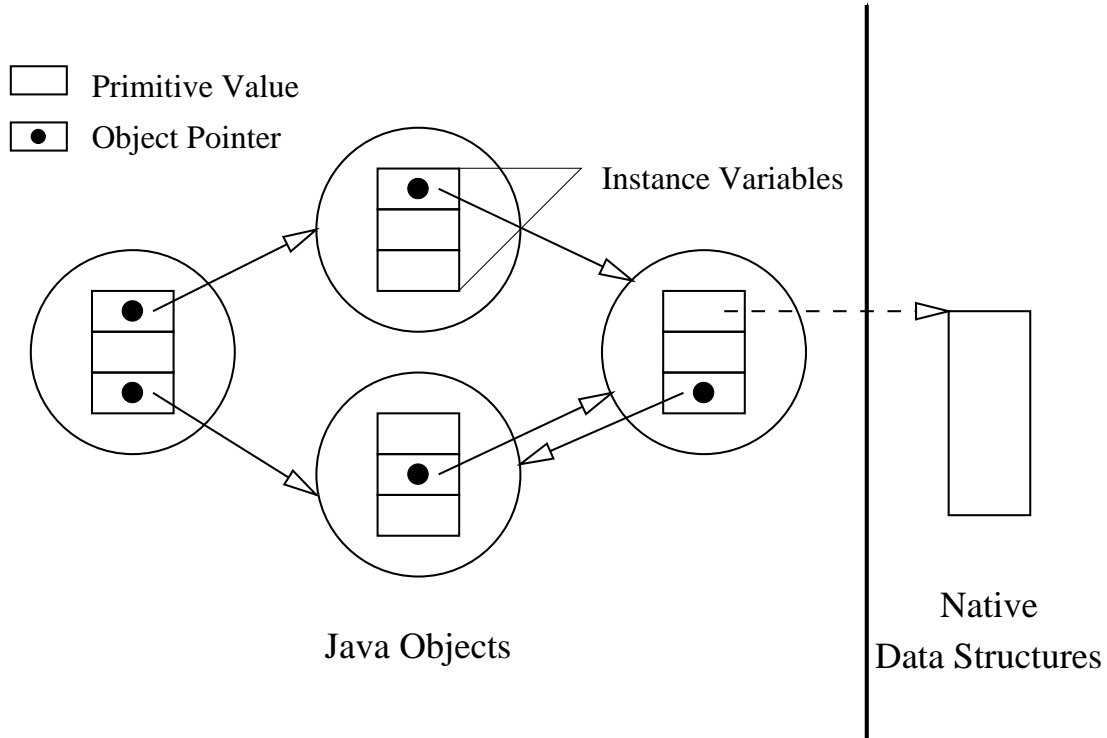 Primitive Value
Object Pointer
Instance Variables
Java Objects
Native
Data Structures